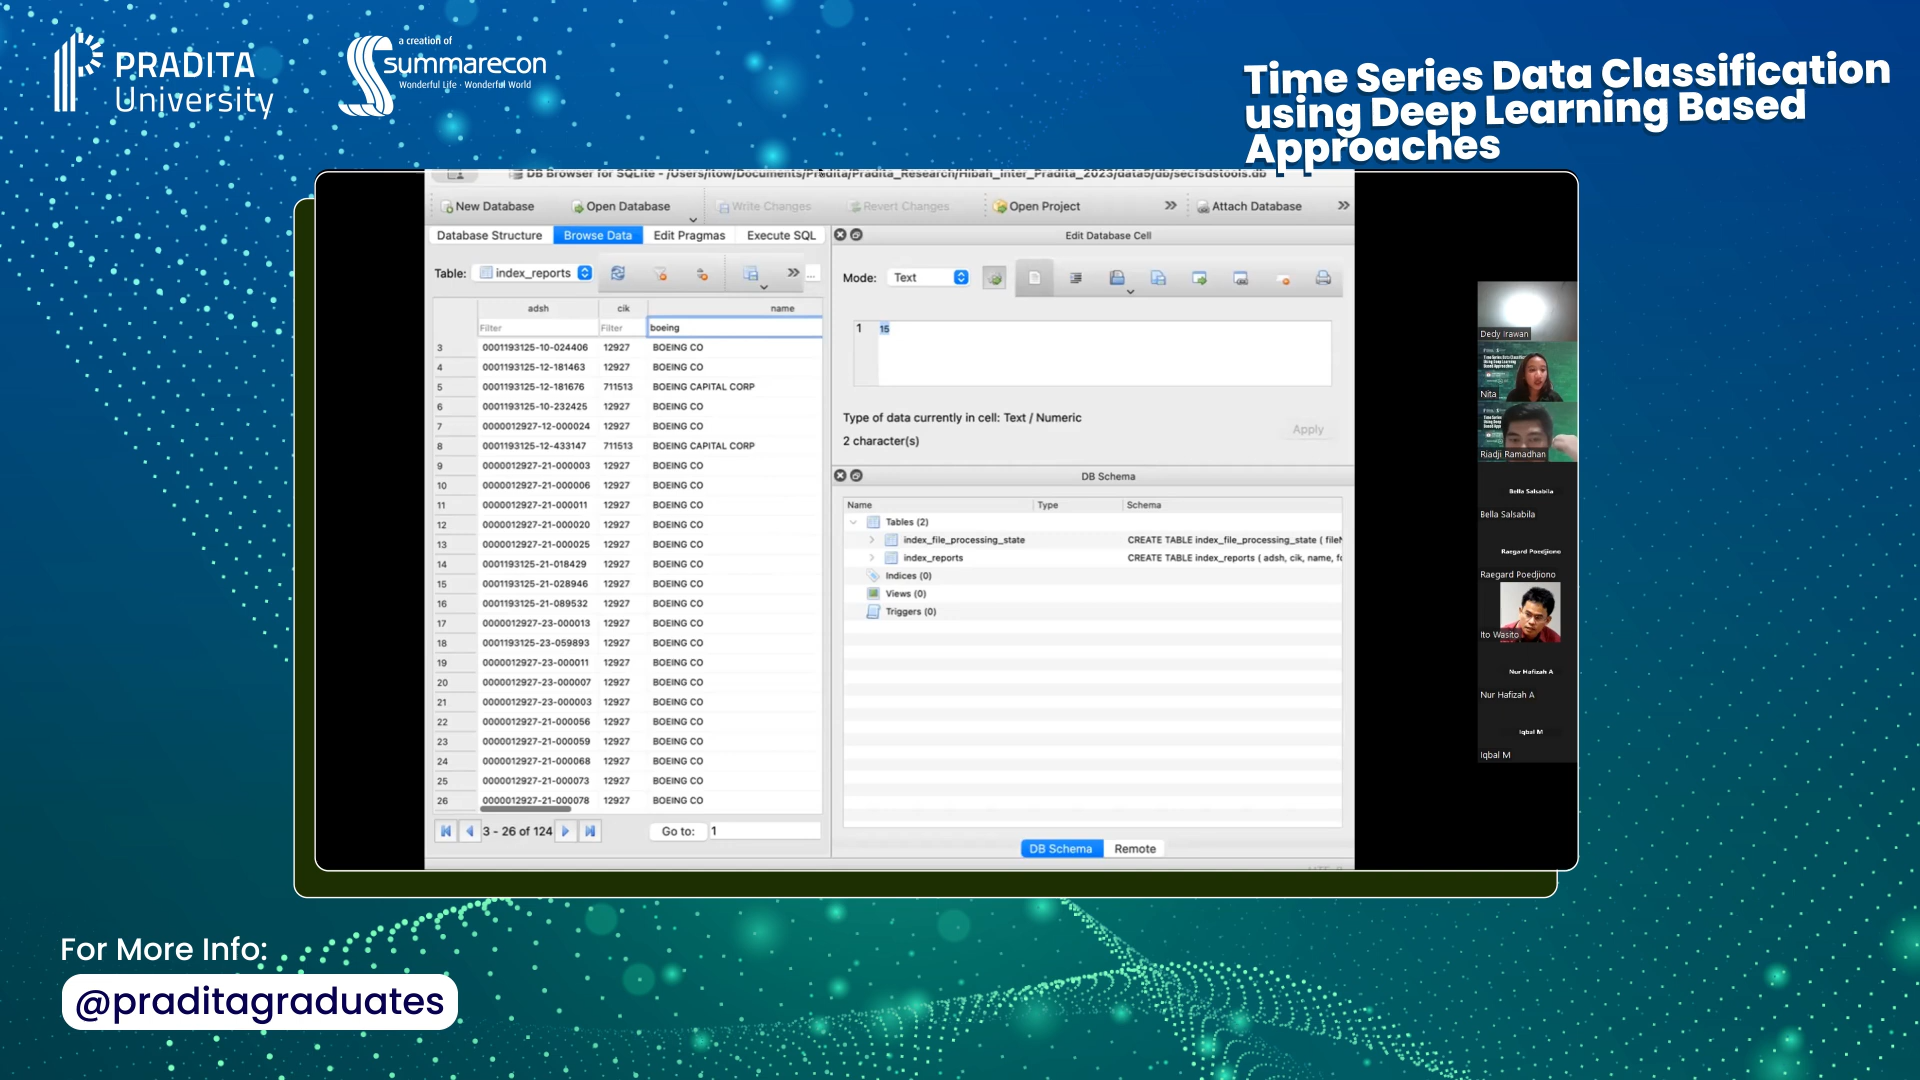 PRADITA
University
a creation of
summarecon
Wonderful Life · Wonderful World
Time Series Data Classification
using Deep Learning Based
Approaches
DB Browser for SQLite - /Users/itow/Documents/Pradita/Pradita_Research/Hibah_Inter_Pradita_2023/data5/db/secfsdstools.db
New Database Open Database Write Changes Revert Changes Open Project » Attach Database »
Database Structure Browse Data Edit Pragmas Execute SQL
Edit Database Cell
Table: index_reports » ...
Mode: Text
adsh cik name
Filter Filter boeing
1 15
3 0001193125-10-024406 12927 BOEING CO
4 0001193125-12-181463 12927 BOEING CO
5 0001193125-12-181676 711513 BOEING CAPITAL CORP
6 0001193125-10-232425 12927 BOEING CO
7 0000012927-12-000024 12927 BOEING CO
8 0001193125-12-433147 711513 BOEING CAPITAL CORP
9 0000012927-21-000003 12927 BOEING CO
10 0000012927-21-000006 12927 BOEING CO
11 0000012927-21-000011 12927 BOEING CO
12 0000012927-21-000020 12927 BOEING CO
13 0000012927-21-000025 12927 BOEING CO
14 0001193125-21-018429 12927 BOEING CO
15 0001193125-21-028946 12927 BOEING CO
16 0001193125-21-089532 12927 BOEING CO
17 0000012927-23-000013 12927 BOEING CO
18 0001193125-23-059893 12927 BOEING CO
19 0000012927-23-000011 12927 BOEING CO
20 0000012927-23-000007 12927 BOEING CO
21 0000012927-23-000003 12927 BOEING CO
22 0000012927-21-000056 12927 BOEING CO
23 0000012927-21-000059 12927 BOEING CO
24 0000012927-21-000068 12927 BOEING CO
25 0000012927-21-000073 12927 BOEING CO
26 0000012927-21-000078 12927 BOEING CO
3 - 26 of 124 Go to: 1
Type of data currently in cell: Text / Numeric
2 character(s)
Apply
DB Schema
Name Type Schema
Tables (2)
index_file_processing_state CREATE TABLE index_file_processing_state ( fileN
index_reports CREATE TABLE index_reports ( adsh, cik, name, fo
Indices (0)
Views (0)
Triggers (0)
DB Schema Remote
Dedy Irawan
Nita
Riadji Ramadhan
Bella Salsabila
Bella Salsabila
Raegard Poedjiono
Raegard Poedjiono
Ito Wasito
Nur Hafizah A
Nur Hafizah A
Iqbal M
Iqbal M
For More Info:
@praditagraduates